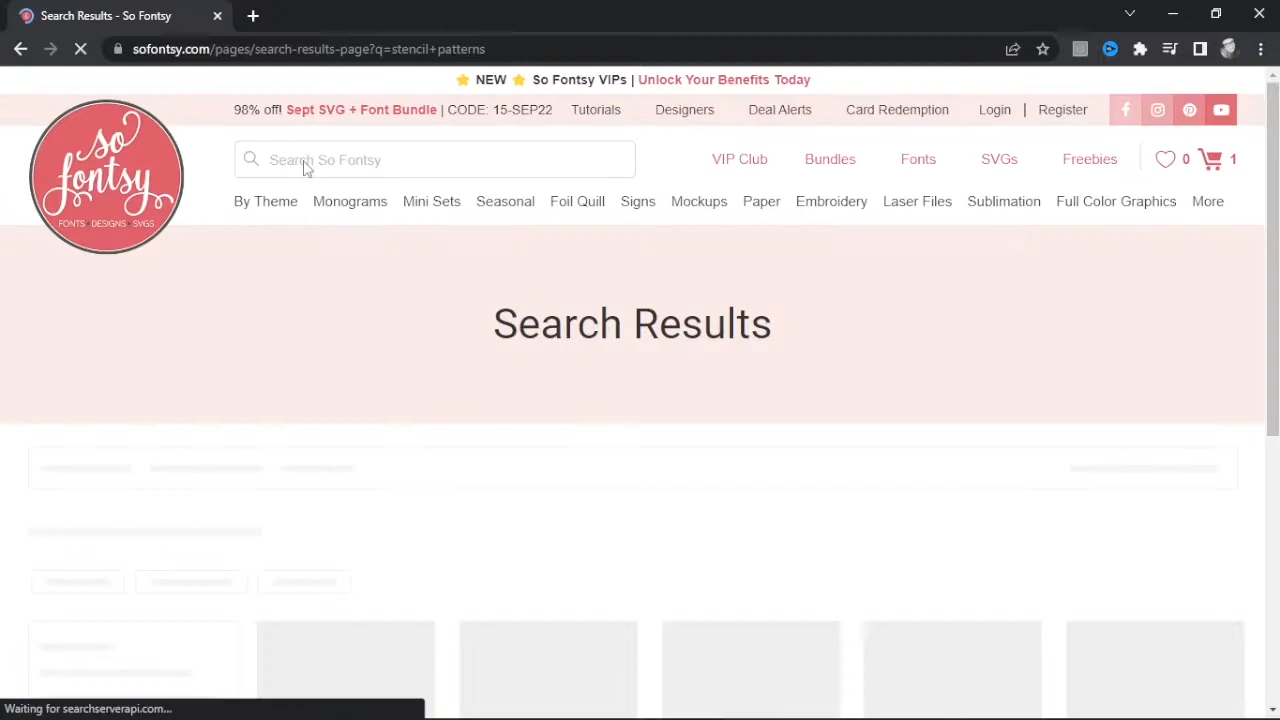 Search Results - So Fontsy
sofontsy.com/pages/search-results-page?q=stencil+patterns
NEW So Fontsy VIPs | Unlock Your Benefits Today
98% off! Sept SVG + Font Bundle | CODE: 15-SEP22 Tutorials Designers Deal Alerts Card Redemption Login | Register
so fontsy
FONTS DESIGNS SVGS
Search So Fontsy
VIP Club Bundles Fonts SVGs Freebies 0 1
By Theme Monograms Mini Sets Seasonal Foil Quill Signs Mockups Paper Embroidery Laser Files Sublimation Full Color Graphics More
Search Results
Waiting for searchserverapi.com...